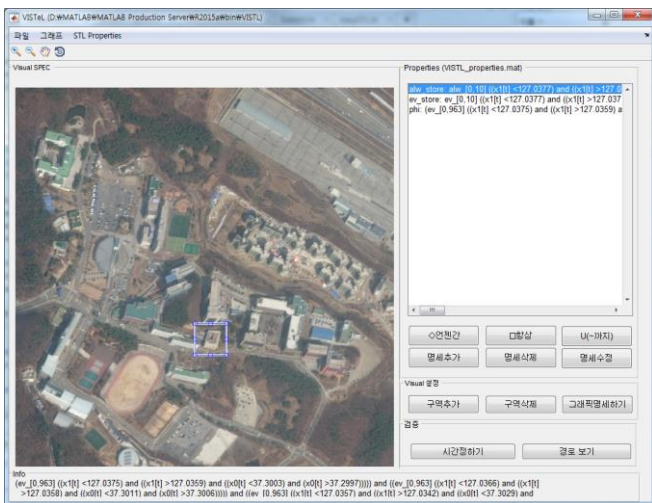 VISTeL (D:₩MATLAB₩MATLAB Production Server₩R2015a₩bin₩VISTL)
파일 그래프 STL Properties
Visual SPEC
Properties (VISTL_properties.mat)
alw_store: alw_[0,10] ((x1[t] <127.0377) and ((x1[t] >127.0
ev_store: ev_[0,10] ((x1[t] <127.0377) and ((x1[t] >127.037
phi: (ev_[0,963] ((x1[t] <127.0375) and ((x1[t] >127.0359) a
◇언젠간 □항상 U(~까지)
명세추가 명세삭제 명세수정
Visual 설정
구역추가 구역삭제 그래픽명세하기
검증
시간정하기 경로 보기
Info
(ev_[0,963] ((x1[t] <127.0375) and ((x1[t] >127.0359) and ((x0[t] <37.3003) and (x0[t] >37.2997))))) and ((ev_[0,963] ((x1[t] <127.0366) and ((x1[t]
>127.0358) and ((x0[t] <37.3011) and (x0[t] >37.3006))))) and ((ev_[0,963] ((x1[t] <127.0357) and ((x1[t] >127.0342) and ((x0[t] <37.3029) and